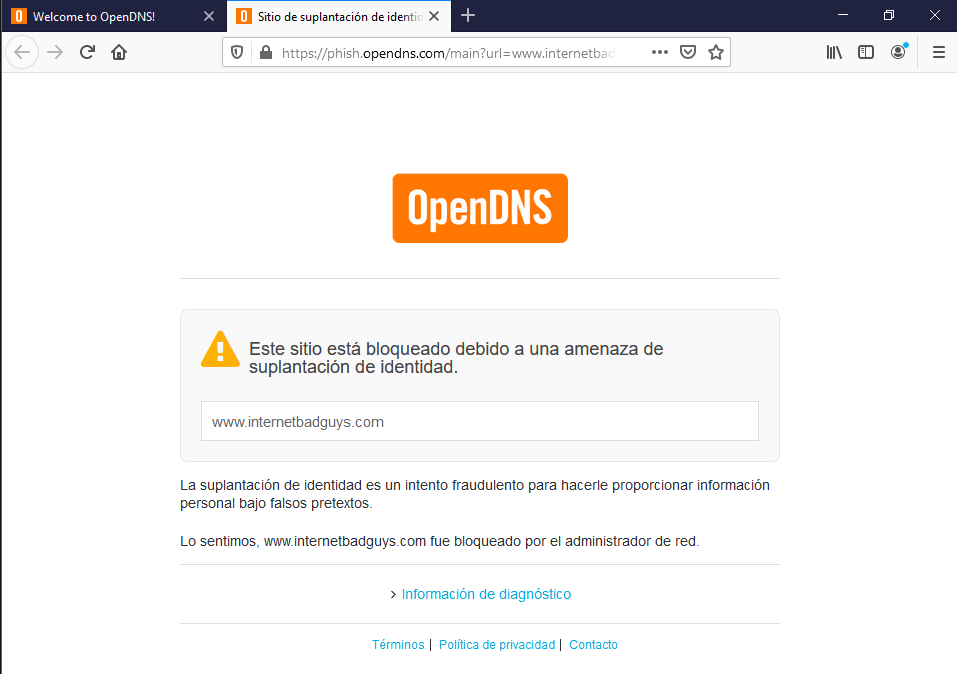 Welcome to OpenDNS!
Sitio de suplantación de identid
https://phish.opendns.com/main?url=www.internetbad
OpenDNS
Este sitio está bloqueado debido a una amenaza de
suplantación de identidad.
www.internetbadguys.com
La suplantación de identidad es un intento fraudulento para hacerle proporcionar información
personal bajo falsos pretextos.
Lo sentimos, www.internetbadguys.com fue bloqueado por el administrador de red.
› Información de diagnóstico
Términos | Política de privacidad | Contacto